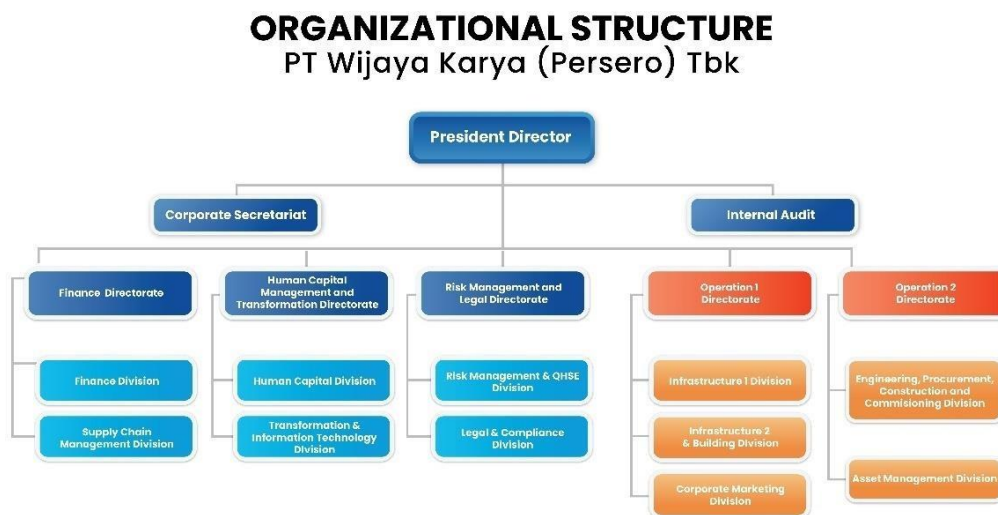 ORGANIZATIONAL STRUCTURE
PT Wijaya Karya (Persero) Tbk
President Director
Corporate Secretariat
Internal Audit
Finance Directorate
Human Capital
Management and
Transformation Directorate
Risk Management and
Legal Directorate
Operation 1
Directorate
Operation 2
Directorate
Finance Division
Human Capital Division
Risk Management & QHSE
Division
Infrastructure 1 Division
Engineering, Procurement,
Construction and
Commisioning Division
Supply Chain
Management Division
Transformation &
Information Technology
Division
Legal & Compliance
Division
Infrastructure 2
& Building Division
Corporate Marketing
Division
Asset Management Division